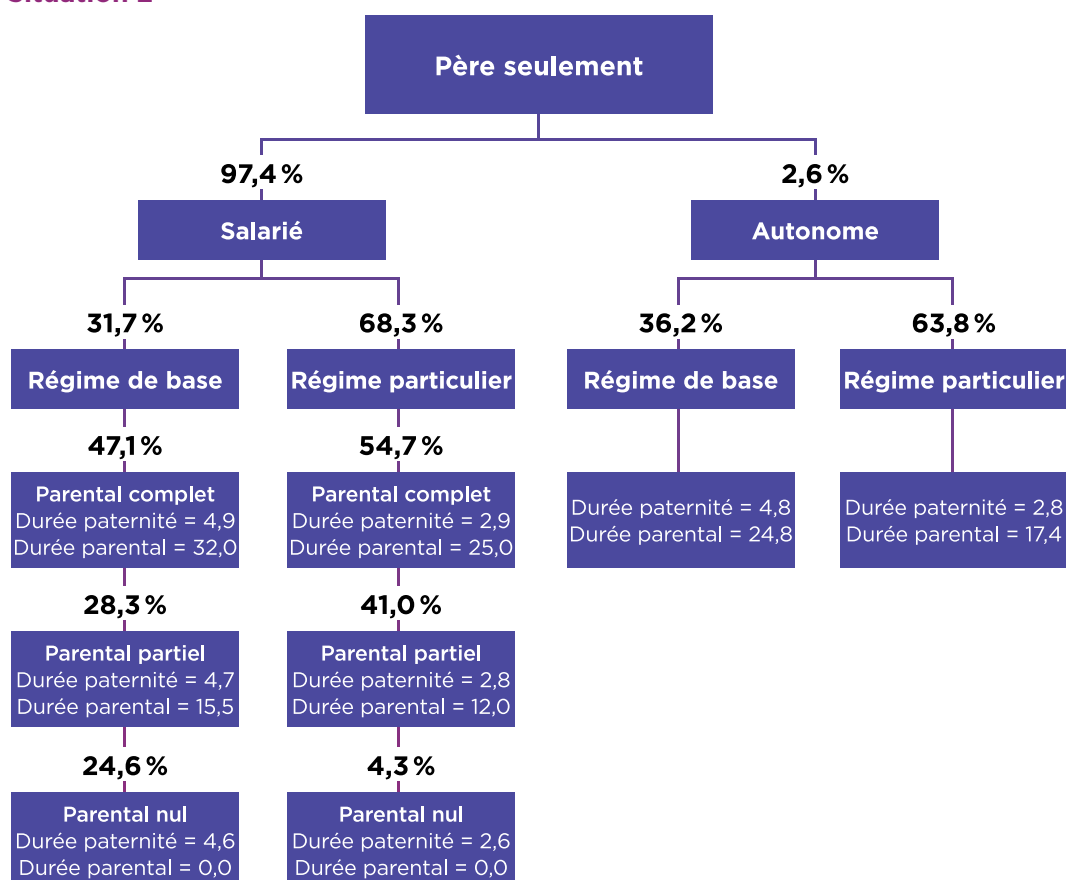 Situation 2
Père seulement
97,4 %
2,6 %
Salarié
Autonome
31,7 %
68,3 %
36,2 %
63,8 %
Régime de base
Régime particulier
Régime de base
Régime particulier
47,1 %
54,7 %
Parental complet
Durée paternité = 4,9
Durée parental = 32,0
Parental complet
Durée paternité = 2,9
Durée parental = 25,0
Durée paternité = 4,8
Durée parental = 24,8
Durée paternité = 2,8
Durée parental = 17,4
28,3 %
41,0 %
Parental partiel
Durée paternité = 4,7
Durée parental = 15,5
Parental partiel
Durée paternité = 2,8
Durée parental = 12,0
24,6 %
4,3 %
Parental nul
Durée paternité = 4,6
Durée parental = 0,0
Parental nul
Durée paternité = 2,6
Durée parental = 0,0